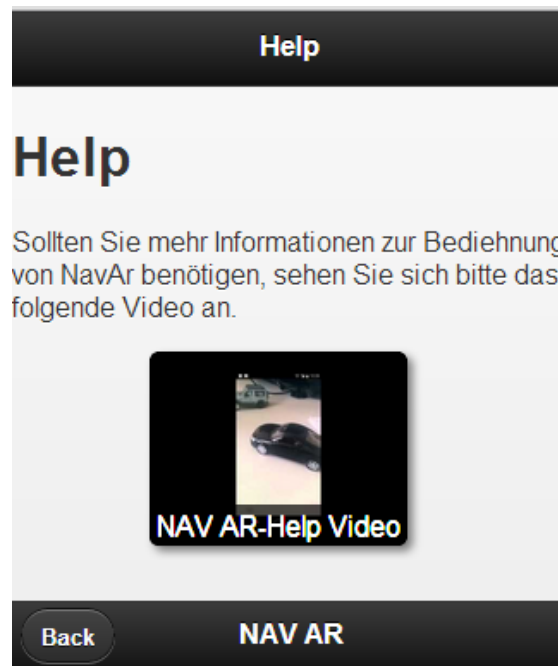 Help
Help
Sollten Sie mehr Informationen zur Bediehnung
von NavAr benötigen, sehen Sie sich bitte das
folgende Video an.
NAV AR-Help Video
Back
NAV AR